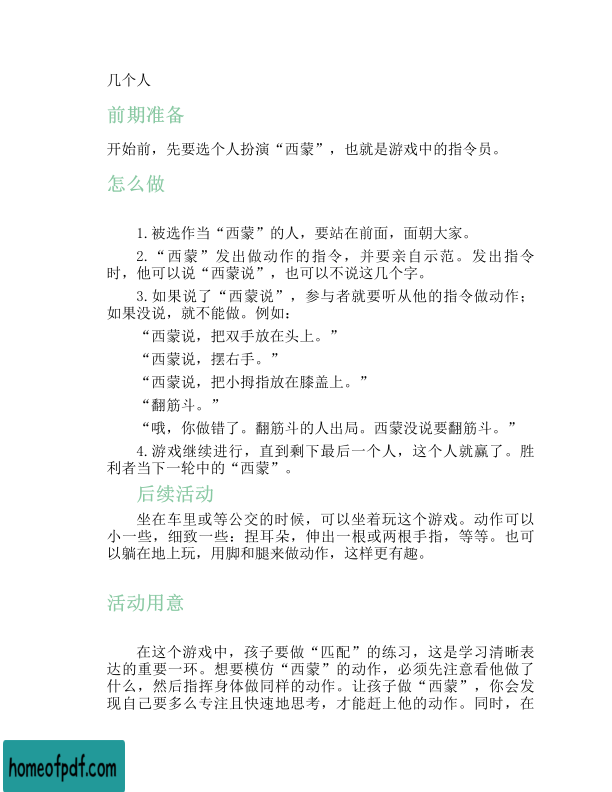 几个人
前期准备
开始前，先要选个人扮演“西蒙”，也就是游戏中的指令员。
怎么做
1.被选作当“西蒙”的人，要站在前面，面朝大家。
2.“西蒙”发出做动作的指令，并要亲自示范。发出指令
时，他可以说“西蒙说”，也可以不说这几个字。
3.如果说了“西蒙说”，参与者就要听从他的指令做动作；
如果没说，就不能做。例如：
“西蒙说，把双手放在头上。”
“西蒙说，摆右手。”
“西蒙说，把小拇指放在膝盖上。”
“翻筋斗。”
“哦，你做错了。翻筋斗的人出局。西蒙没说要翻筋斗。”
4.游戏继续进行，直到剩下最后一个人，这个人就赢了。胜
利者当下一轮中的“西蒙”。
后续活动
坐在车里或等公交的时候，可以坐着玩这个游戏。动作可以
小一些，细致一些：捏耳朵，伸出一根或两根手指，等等。也可
以躺在地上玩，用脚和腿来做动作，这样更有趣。
活动用意
在这个游戏中，孩子要做“匹配”的练习，这是学习清晰表
达的重要一环。想要模仿“西蒙”的动作，必须先注意看他做了
什么，然后指挥身体做同样的动作。让孩子做“西蒙”，你会发
现自己要多么专注且快速地思考，才能赶上他的动作。同时，在
homeofpdf.com